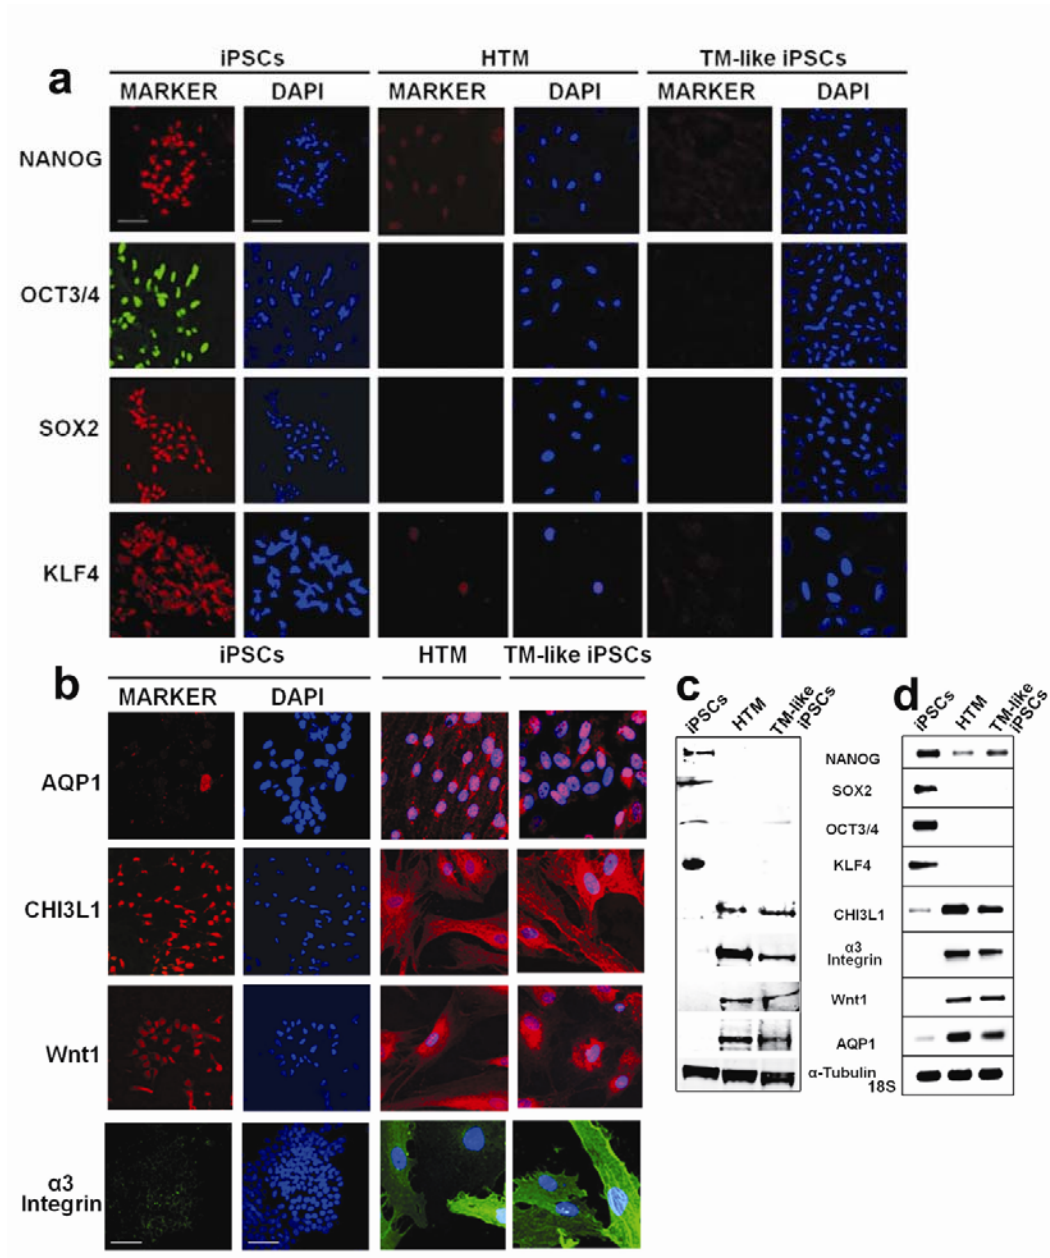 a
iPSCs HTM TM-like iPSCs
MARKER DAPI MARKER DAPI MARKER DAPI
NANOG
OCT3/4
SOX2
KLF4
b
iPSCs HTM TM-like iPSCs
MARKER DAPI
AQP1
CHI3L1
Wnt1
α3
Integrin
c
iPSCs HTM TM-like
iPSCs
d
iPSCs HTM TM-like
iPSCs
NANOG
SOX2
OCT3/4
KLF4
CHI3L1
α3
Integrin
Wnt1
AQP1
α-Tubulin
18S